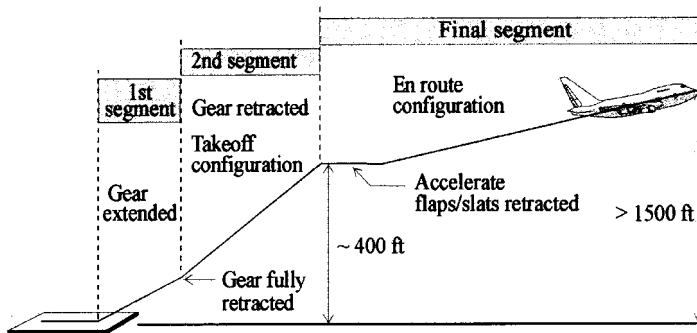 Final segment
2nd segment
1st
segment
Gear retracted
En route
configuration
Takeoff
configuration
Gear
extended
Accelerate
flaps/slats retracted
> 1500 ft
~ 400 ft
Gear fully
retracted